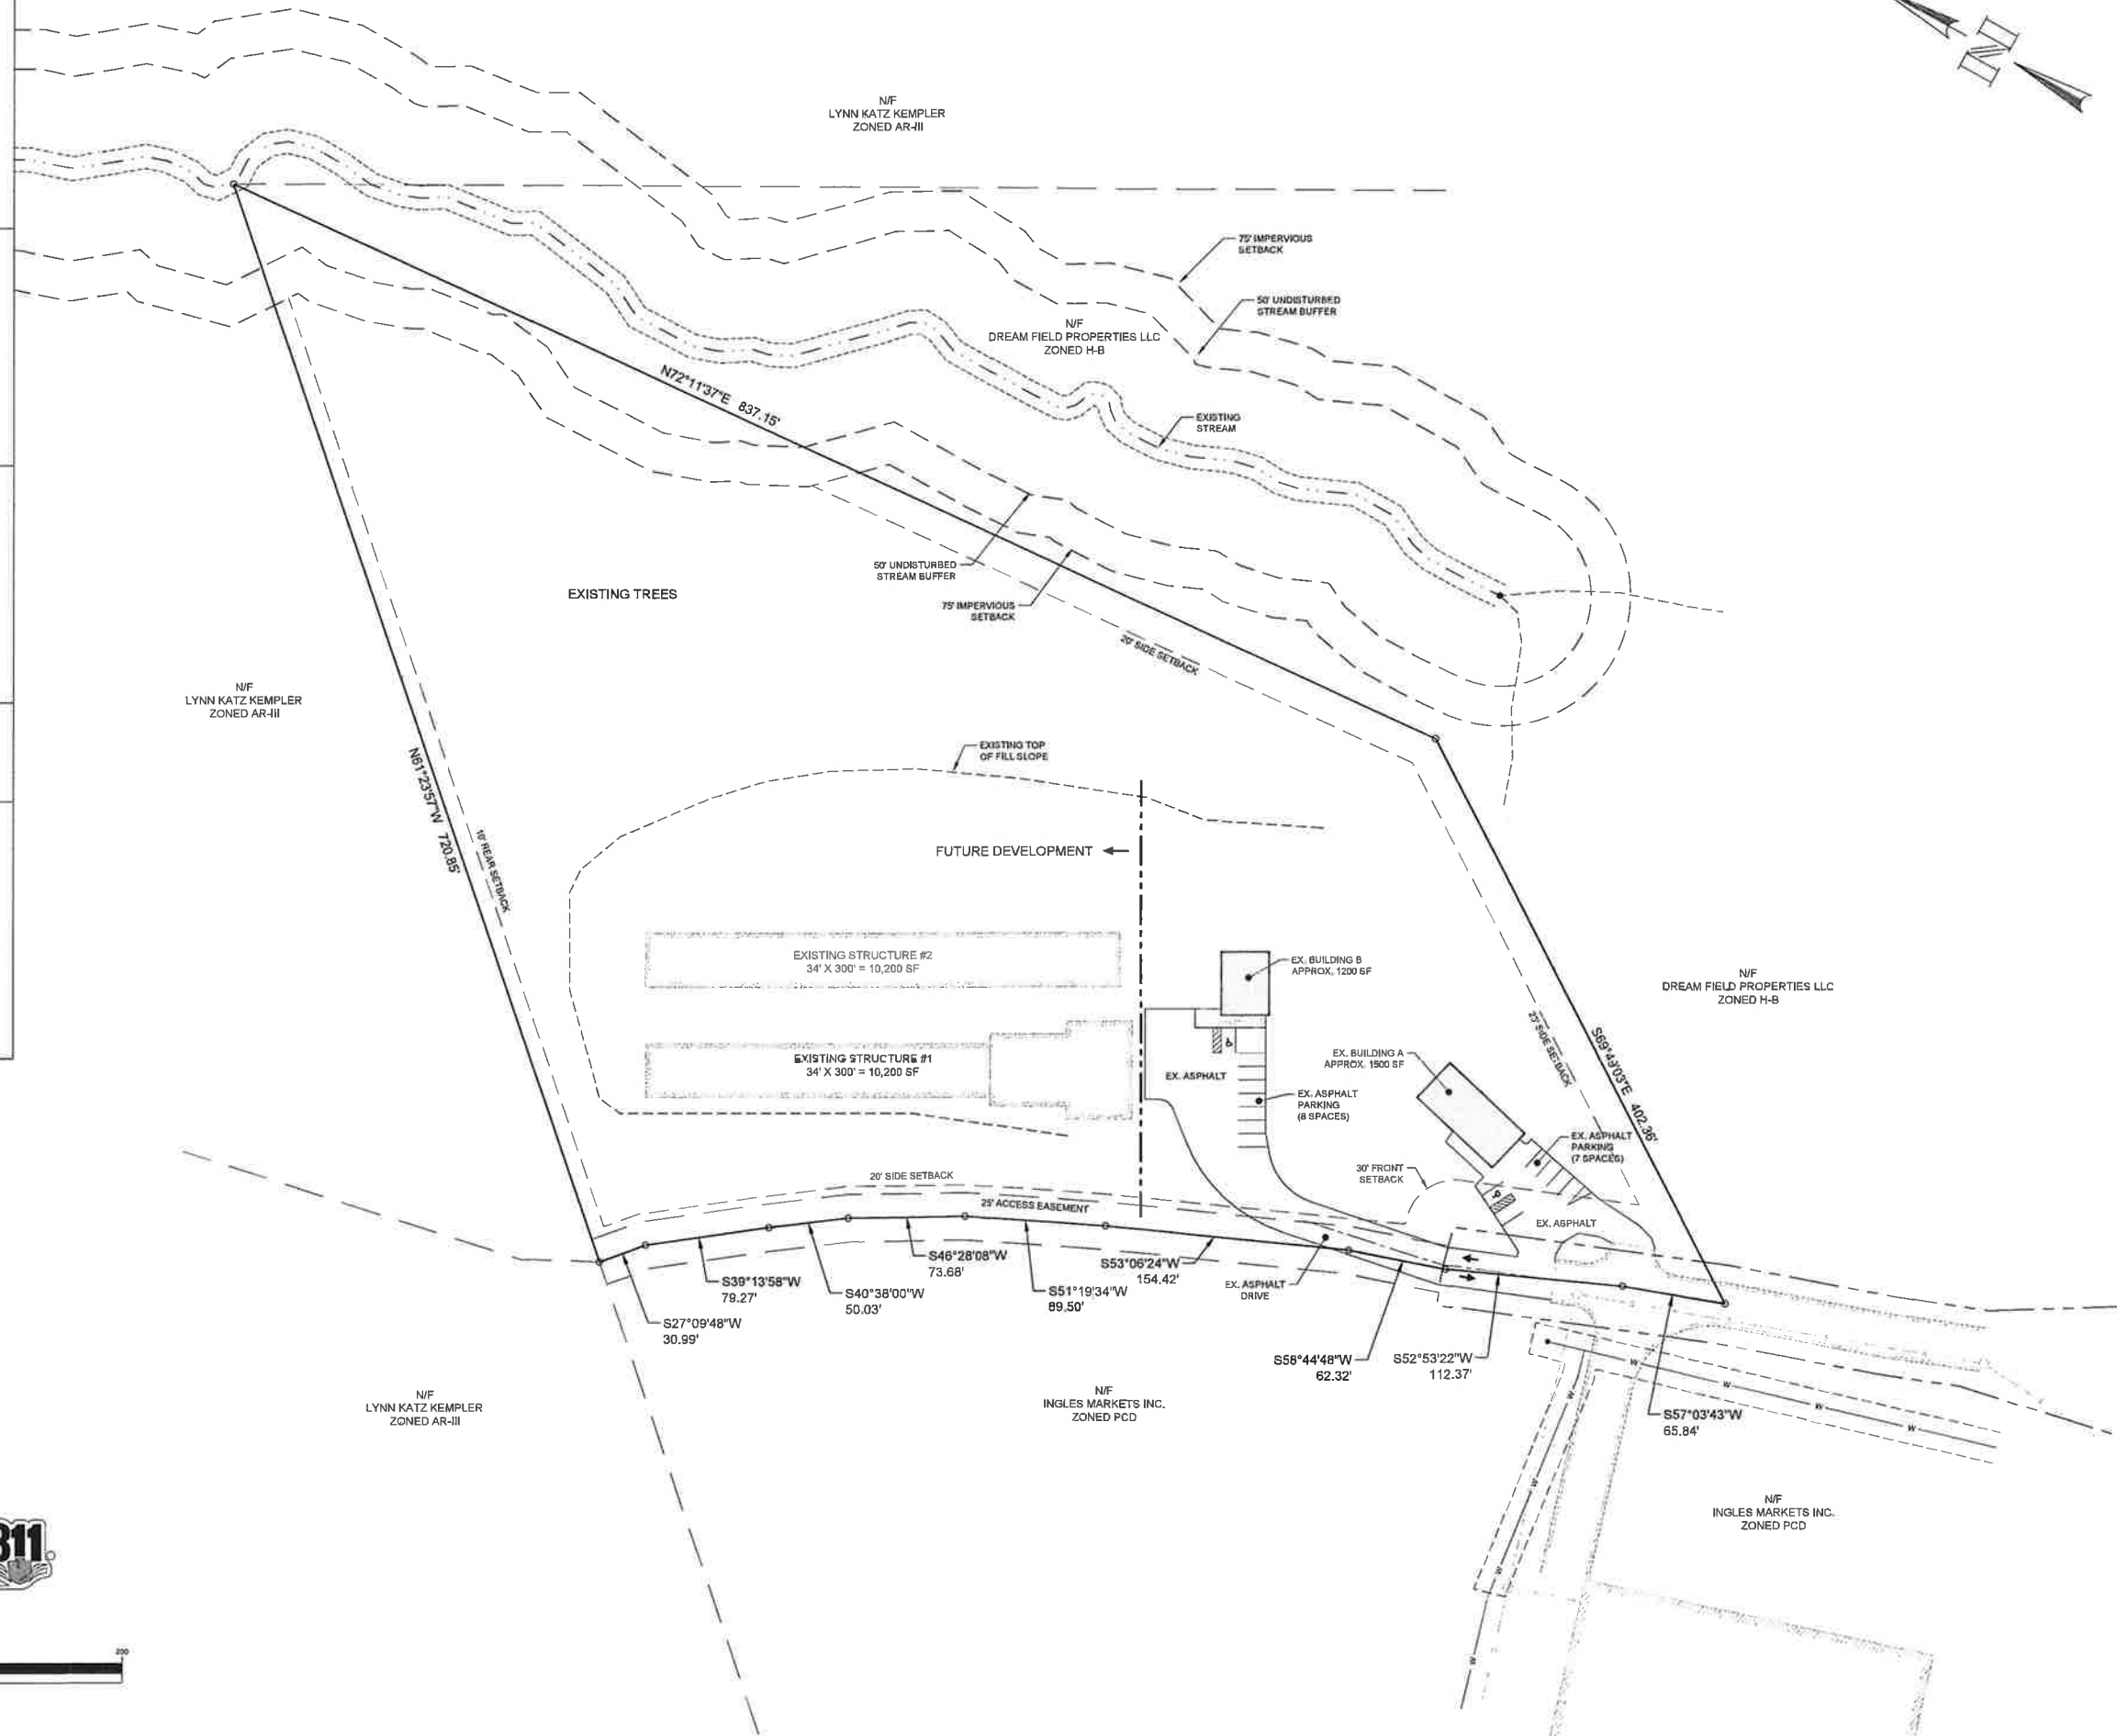 N
N/F
LYNN KATZ KEMPLER
ZONED AR-III
75' IMPERVIOUS
SETBACK
50' UNDISTURBED
STREAM BUFFER
N/F
DREAM FIELD PROPERTIES LLC
ZONED H-B
N72°11'37"E 837.15'
EXISTING
STREAM
50' UNDISTURBED
STREAM BUFFER
75' IMPERVIOUS
SETBACK
EXISTING TREES
20' SIDE SETBACK
N/F
LYNN KATZ KEMPLER
ZONED AR-III
N61°23'57"W 720.85'
10' REAR SETBACK
EXISTING TOP
OF FILL SLOPE
FUTURE DEVELOPMENT
EXISTING STRUCTURE #2
34' X 300' = 10,200 SF
EX. BUILDING B
APPROX. 1200 SF
N/F
DREAM FIELD PROPERTIES LLC
ZONED H-B
25' SIDE SETBACK
S69°49'03"E 402.36'
EXISTING STRUCTURE #1
34' X 300' = 10,200 SF
EX. ASPHALT
EX. BUILDING A
APPROX. 1500 SF
EX. ASPHALT
PARKING
(8 SPACES)
EX. ASPHALT
PARKING
(7 SPACES)
30' FRONT
SETBACK
20' SIDE SETBACK
25' ACCESS EASEMENT
EX. ASPHALT
S46°28'08"W
73.68'
S53°06'24"W
154.42'
S39°13'58"W
79.27'
S40°38'00"W
50.03'
S51°19'34"W
89.50'
EX. ASPHALT
DRIVE
S27°09'48"W
30.99'
S58°44'48"W
62.32'
S52°53'22"W
112.37'
S57°03'43"W
65.84'
W
W
W
W
W
W
W
W
N/F
LYNN KATZ KEMPLER
ZONED AR-III
N/F
INGLES MARKETS INC.
ZONED PCD
N/F
INGLES MARKETS INC.
ZONED PCD
811
200